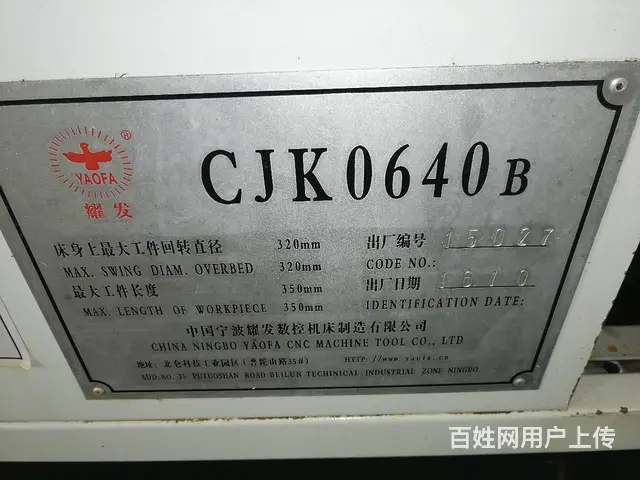 CJK0640B
®
YAOFA
耀发
床身上最大工件回转直径 320mm 出厂编号 15027
MAX. SWING DIAM. OVERBED 320mm CODE NO.:
最大工件长度 350mm 出厂日期 1610
MAX. LENGTH OF WORKPIECE 350mm IDENTIFICATION DATE:
中国宁波耀发数控机床制造有限公司
CHINA NINGBO YAOFA CNC MACHINE TOOL CO., LTD
地址: 北仑科技工业园区(普陀山路35#) HTTP://www.yaofa.cn
ADD:NO. 35 PUTUOSHAN ROAD BEILUN TECHINICAL INDUSTRIAL ZONE NINGBO
百姓网用户上传